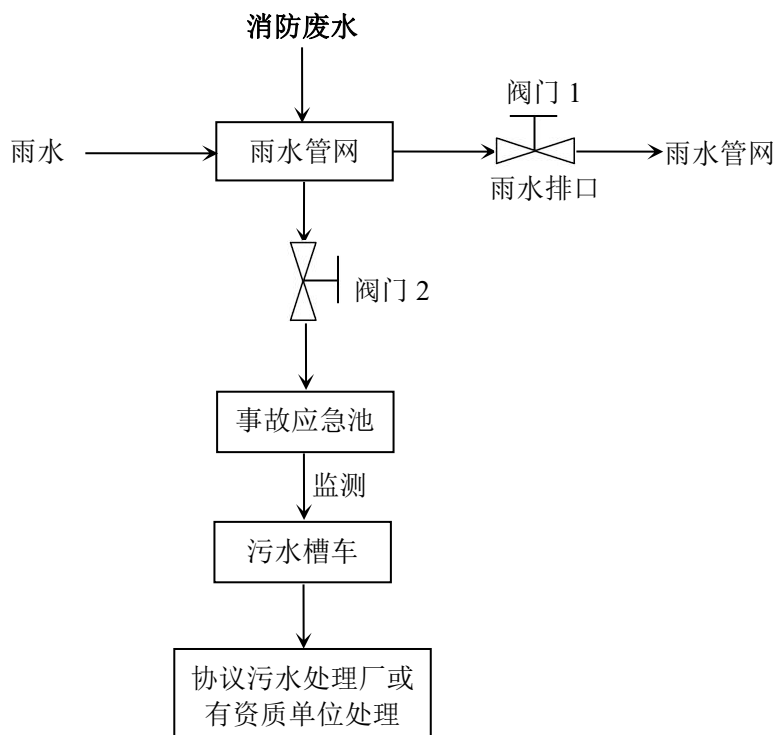 消防废水
阀门 1
雨水
雨水管网
雨水管网
雨水排口
阀门 2
事故应急池
监测
污水槽车
协议污水处理厂或
有资质单位处理